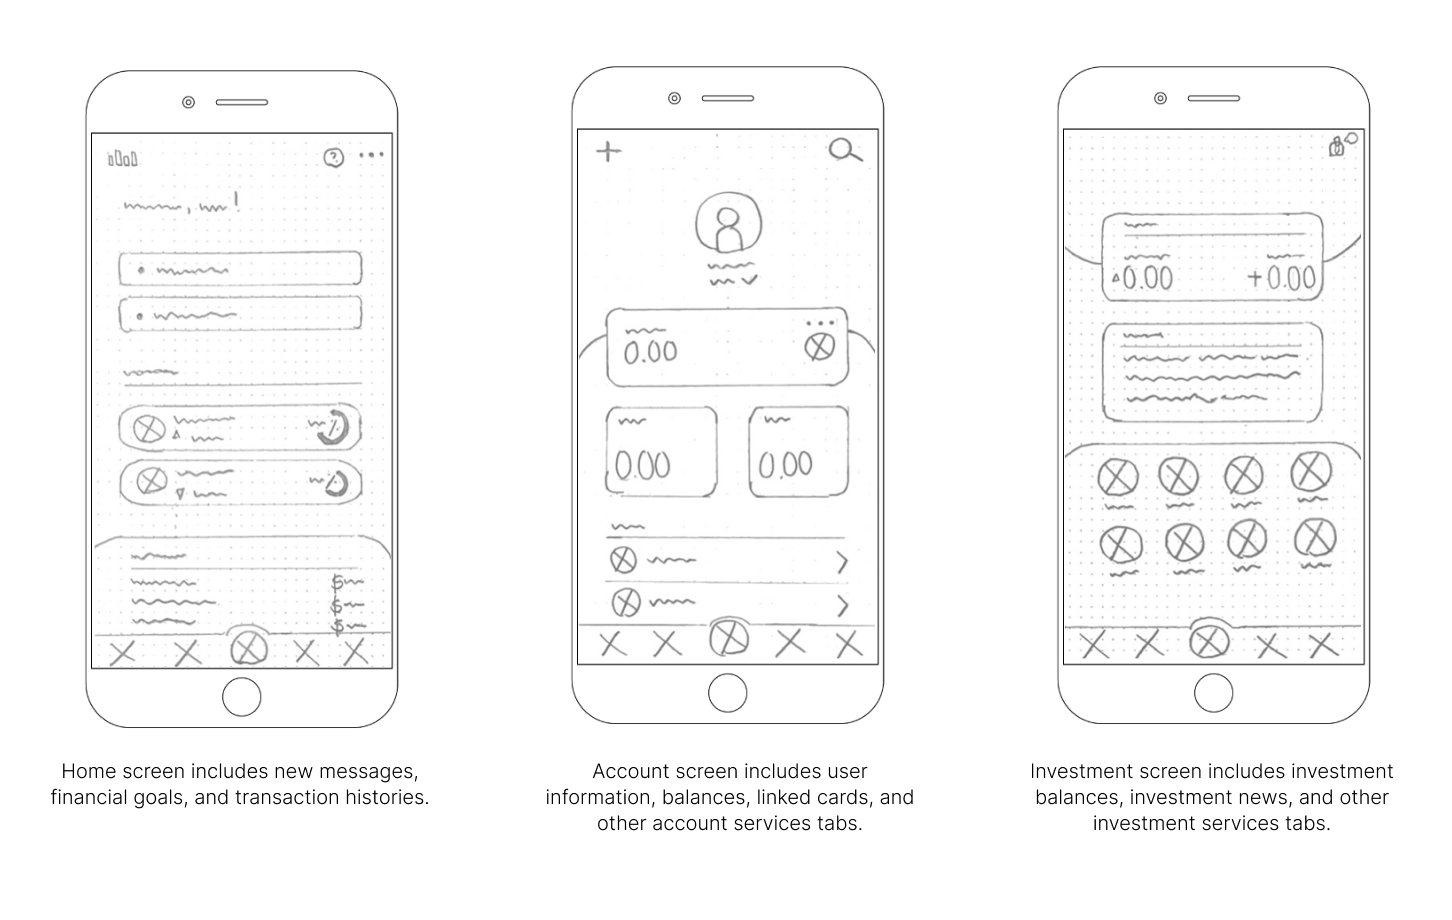 ?
!
$
$
$
0.00
0.00
0.00
0.00
+0.00
Home screen includes new messages,
financial goals, and transaction histories.
Account screen includes user
information, balances, linked cards, and
other account services tabs.
Investment screen includes investment
balances, investment news, and other
investment services tabs.